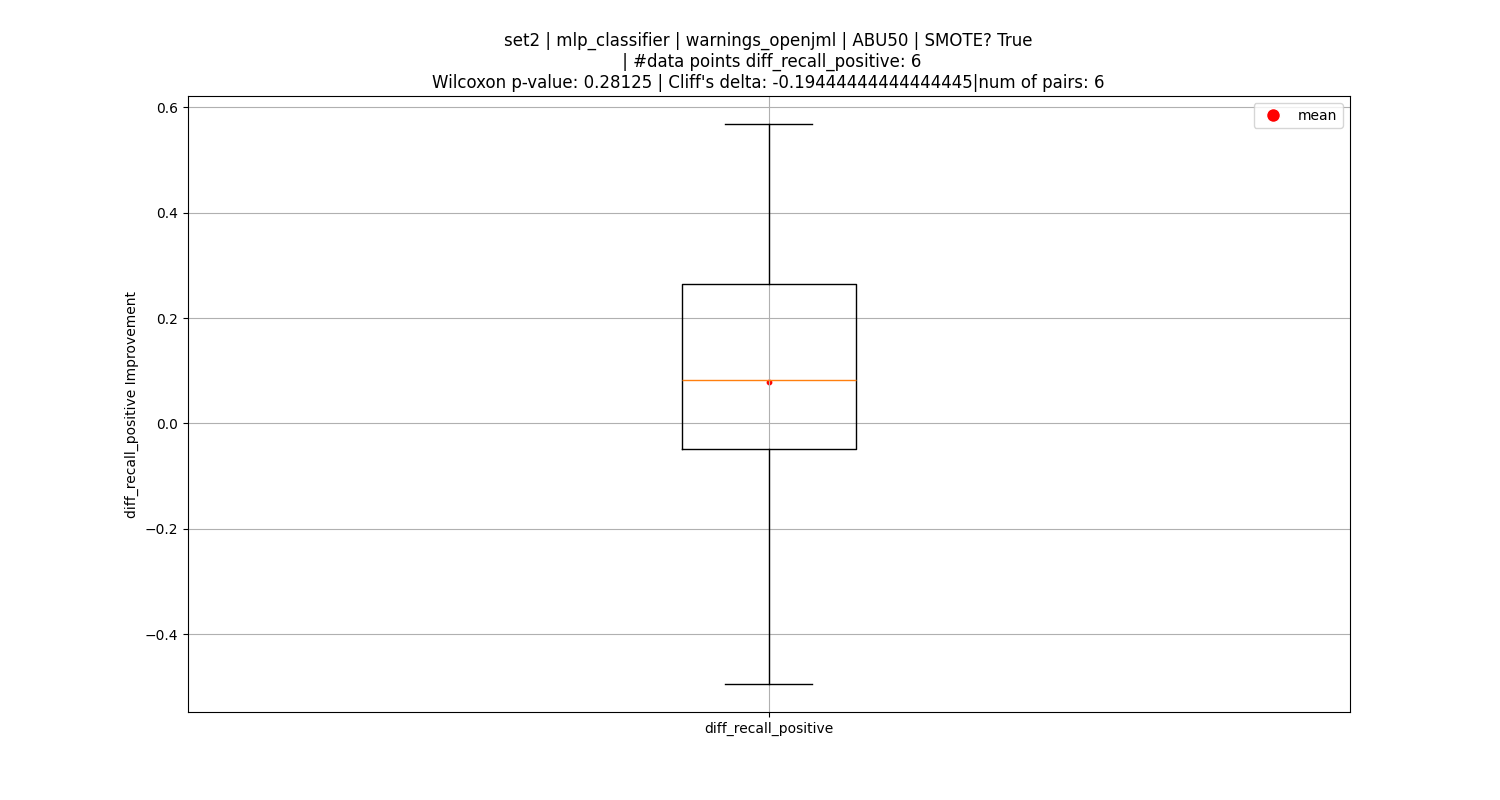 set2 | mlp_classifier | warnings_openjml | ABU50 | SMOTE? True
| #data points diff_recall_positive: 6
Wilcoxon p-value: 0.28125 | Cliff's delta: -0.19444444444444445|num of pairs: 6
mean
0.6
0.4
0.2
0.0
−0.2
−0.4
diff_recall_positive Improvement
diff_recall_positive